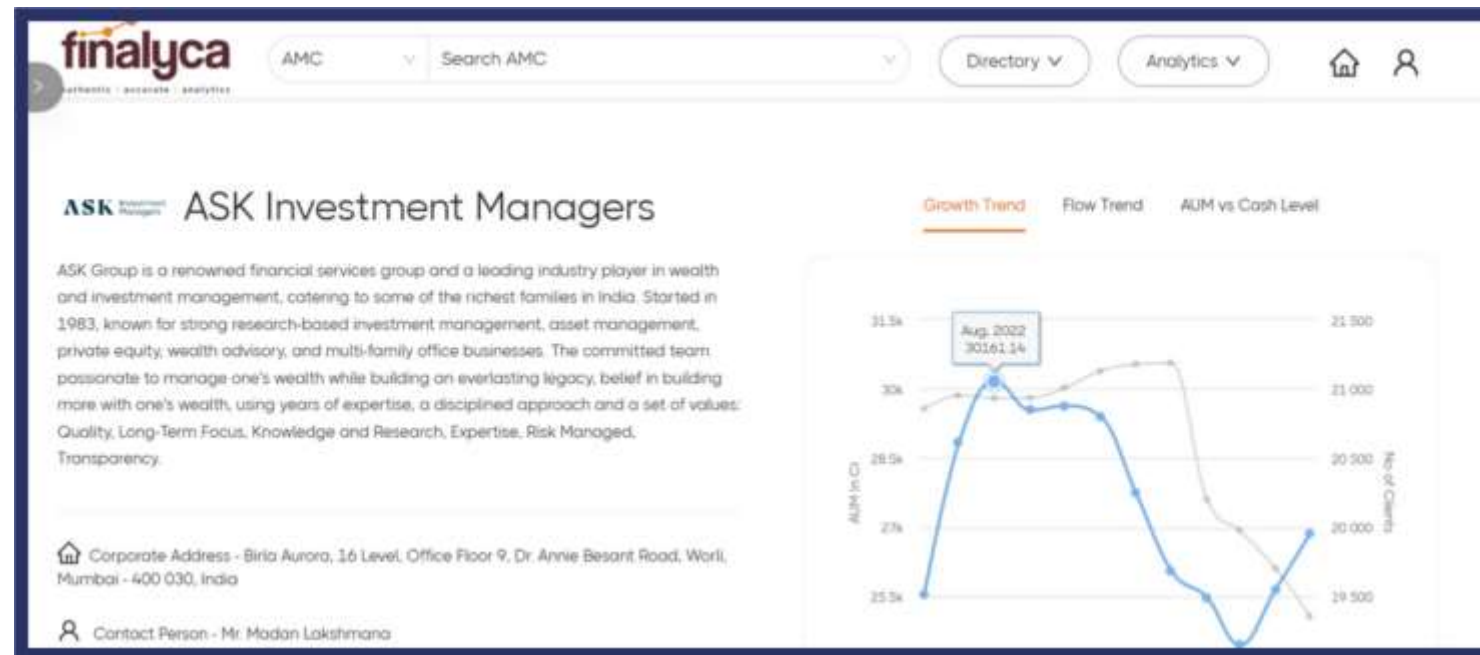 finalyca
authentic | accurate | analytics
AMC
Search AMC
Directory
Analytics
ASK Investment Managers
ASK Investment Managers
Growth Trend
Flow Trend
AUM vs Cash Level
ASK Group is a renowned financial services group and a leading industry player in wealth
and investment management, catering to some of the richest families in India. Started in
1983, known for strong research-based investment management, asset management,
private equity, wealth advisory, and multi-family office businesses. The committed team
passionate to manage one's wealth while building an everlasting legacy, belief in building
more with one's wealth, using years of expertise, a disciplined approach and a set of values:
Quality, Long-Term Focus, Knowledge and Research, Expertise, Risk Managed,
Transparency.
Corporate Address - Birla Aurora, 16 Level, Office Floor 9, Dr. Annie Besant Road, Worli,
Mumbai - 400 030, India
Contact Person - Mr. Madan Lakshmana
Aug, 2022
30161.14
AUM in Cr
31.5k
30k
28.5k
27k
25.5k
21 500
21 000
20 500
20 000
19 500
No of Clients